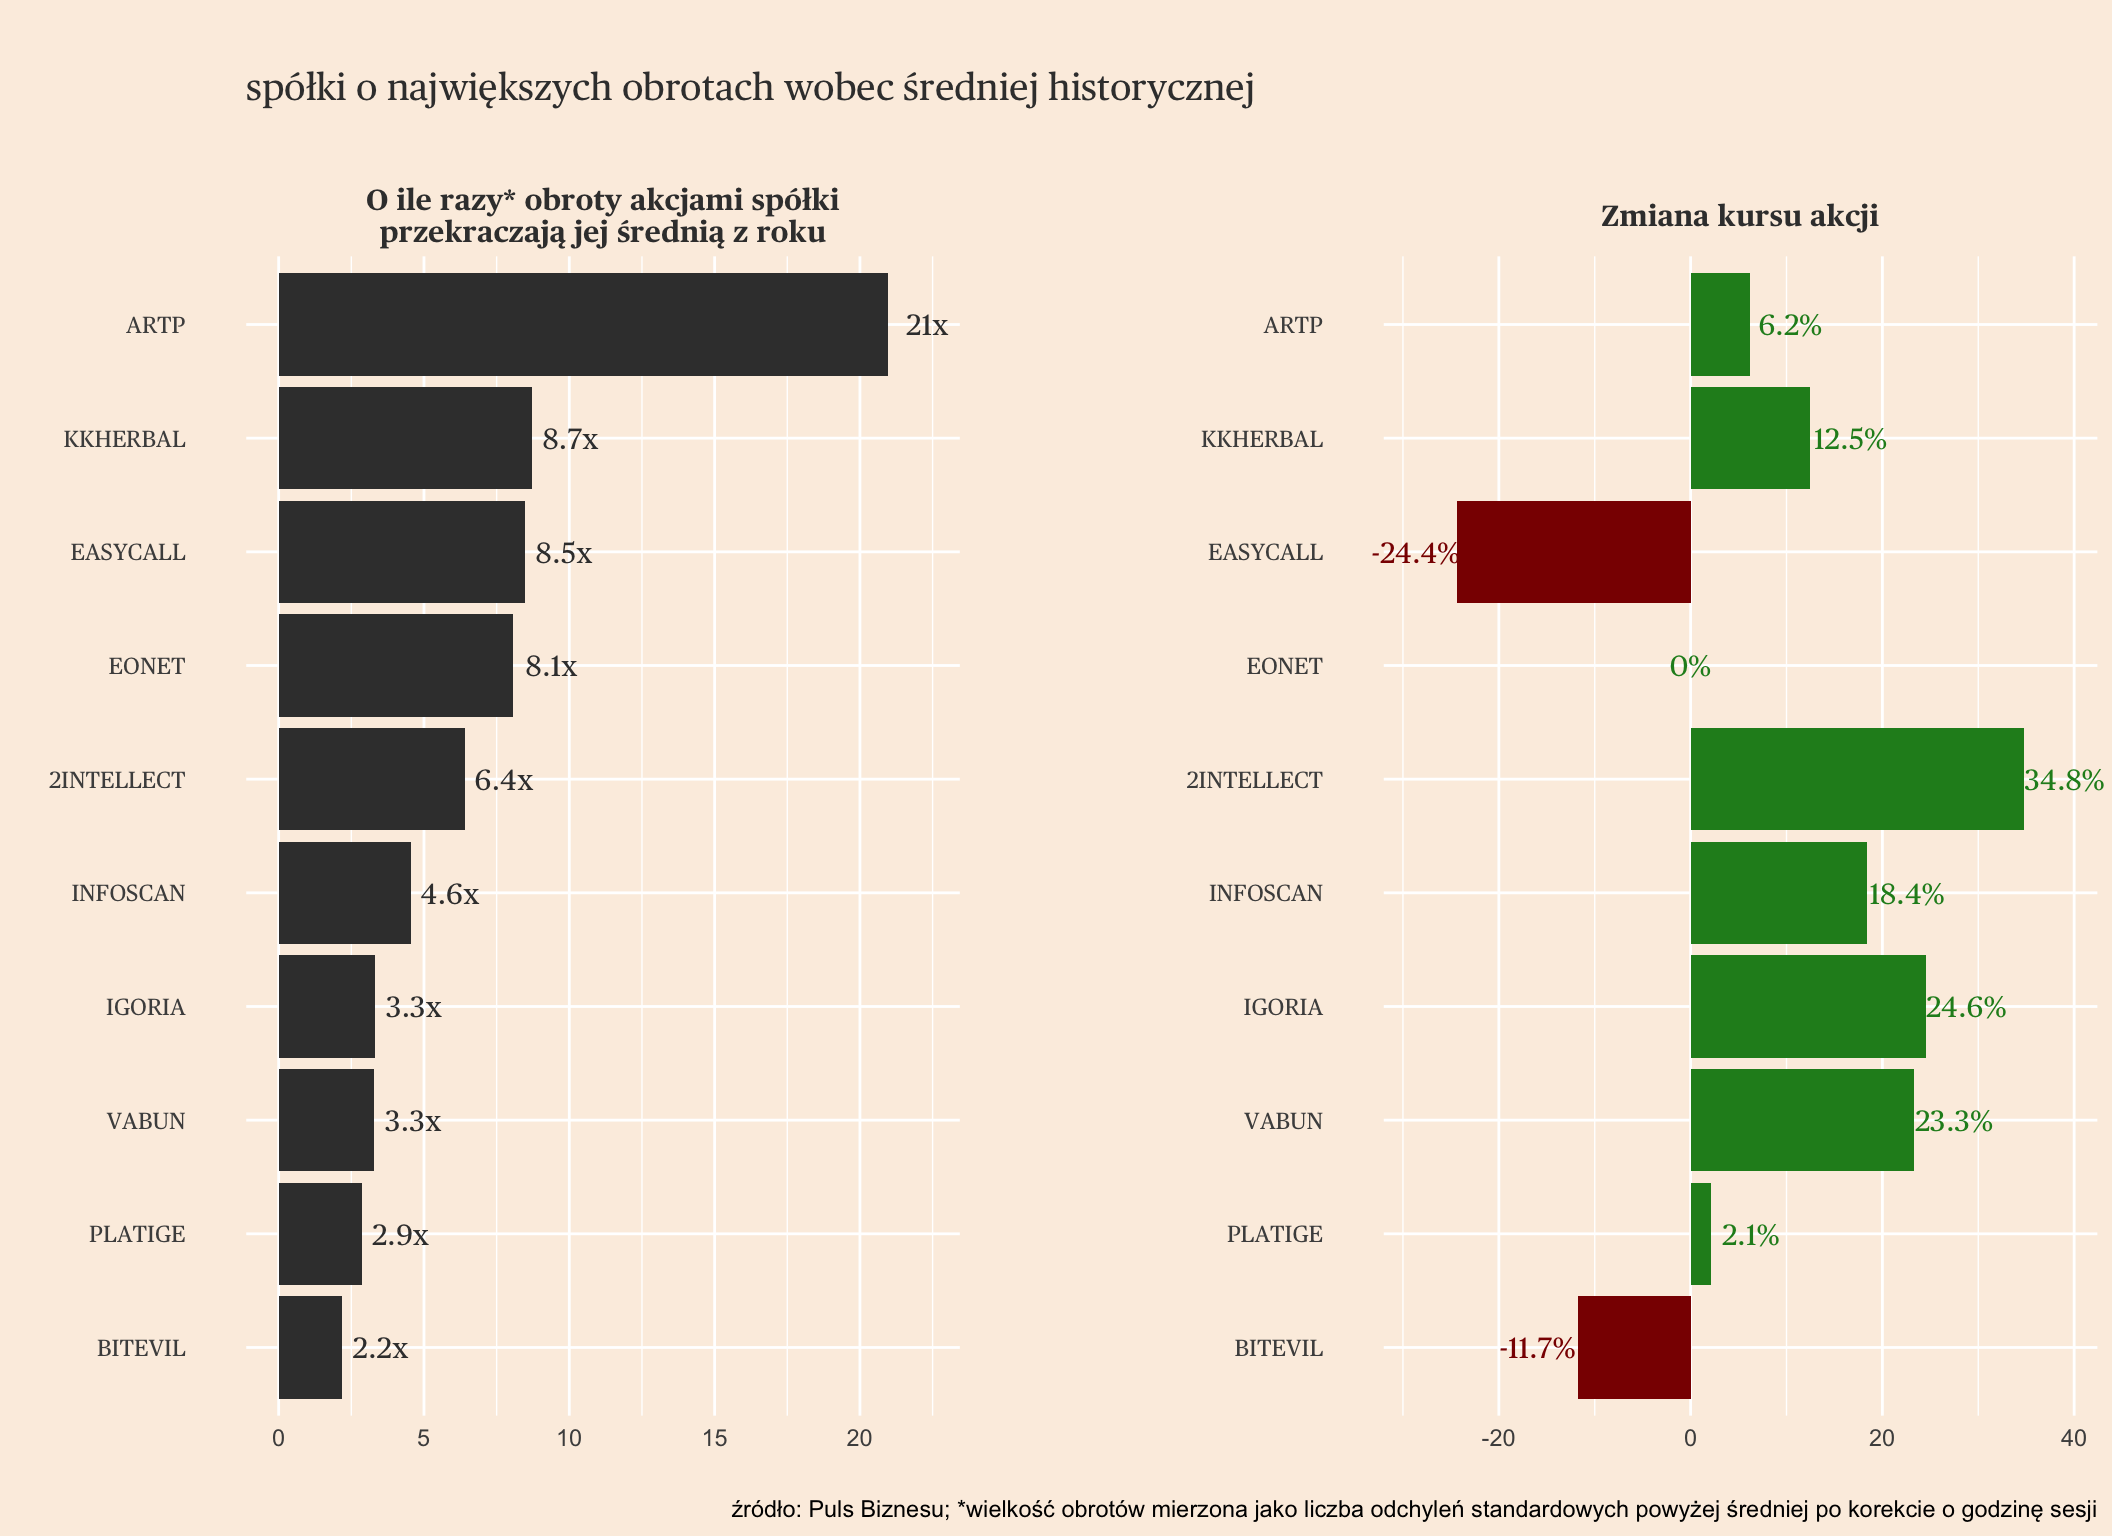 spółki o największych obrotach wobec średniej historycznej
O ile razy* obroty akcjami spółki
przekraczają jej średnią z roku
ARTP
21x
KKHERBAL
8.7x
EASYCALL
8.5x
EONET
8.1x
2INTELLECT
6.4x
INFOSCAN
4.6x
IGORIA
3.3x
VABUN
3.3x
PLATIGE
2.9x
BITEVIL
2.2x
0 5 10 15 20
Zmiana kursu akcji
ARTP
6.2%
KKHERBAL
12.5%
EASYCALL
-24.4%
EONET
0%
2INTELLECT
34.8%
INFOSCAN
18.4%
IGORIA
24.6%
VABUN
23.3%
PLATIGE
2.1%
BITEVIL
-11.7%
-20 0 20 40
źródło: Puls Biznesu; *wielkość obrotów mierzona jako liczba odchyleń standardowych powyżej średniej po korekcie o godzinę sesji